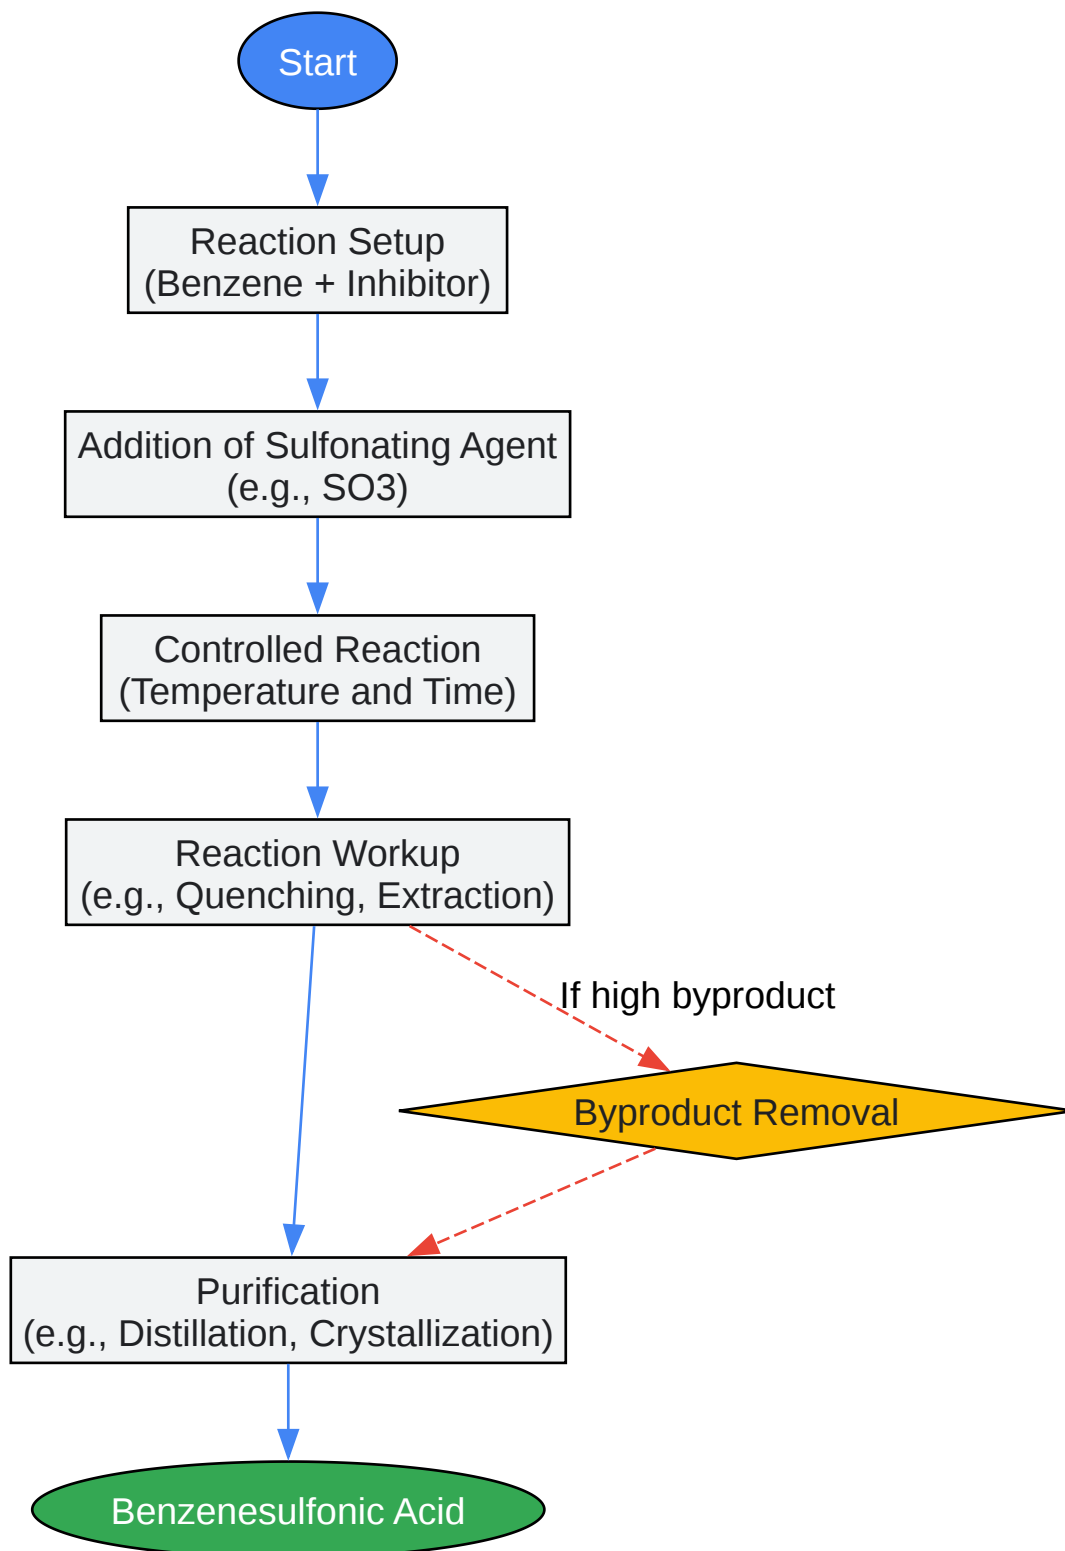 Start
Reaction Setup
(Benzene + Inhibitor)
Addition of Sulfonating Agent
(e.g., SO3)
Controlled Reaction
(Temperature and Time)
Reaction Workup
(e.g., Quenching, Extraction)
If high byproduct
Byproduct Removal
Purification
(e.g., Distillation, Crystallization)
Benzenesulfonic Acid